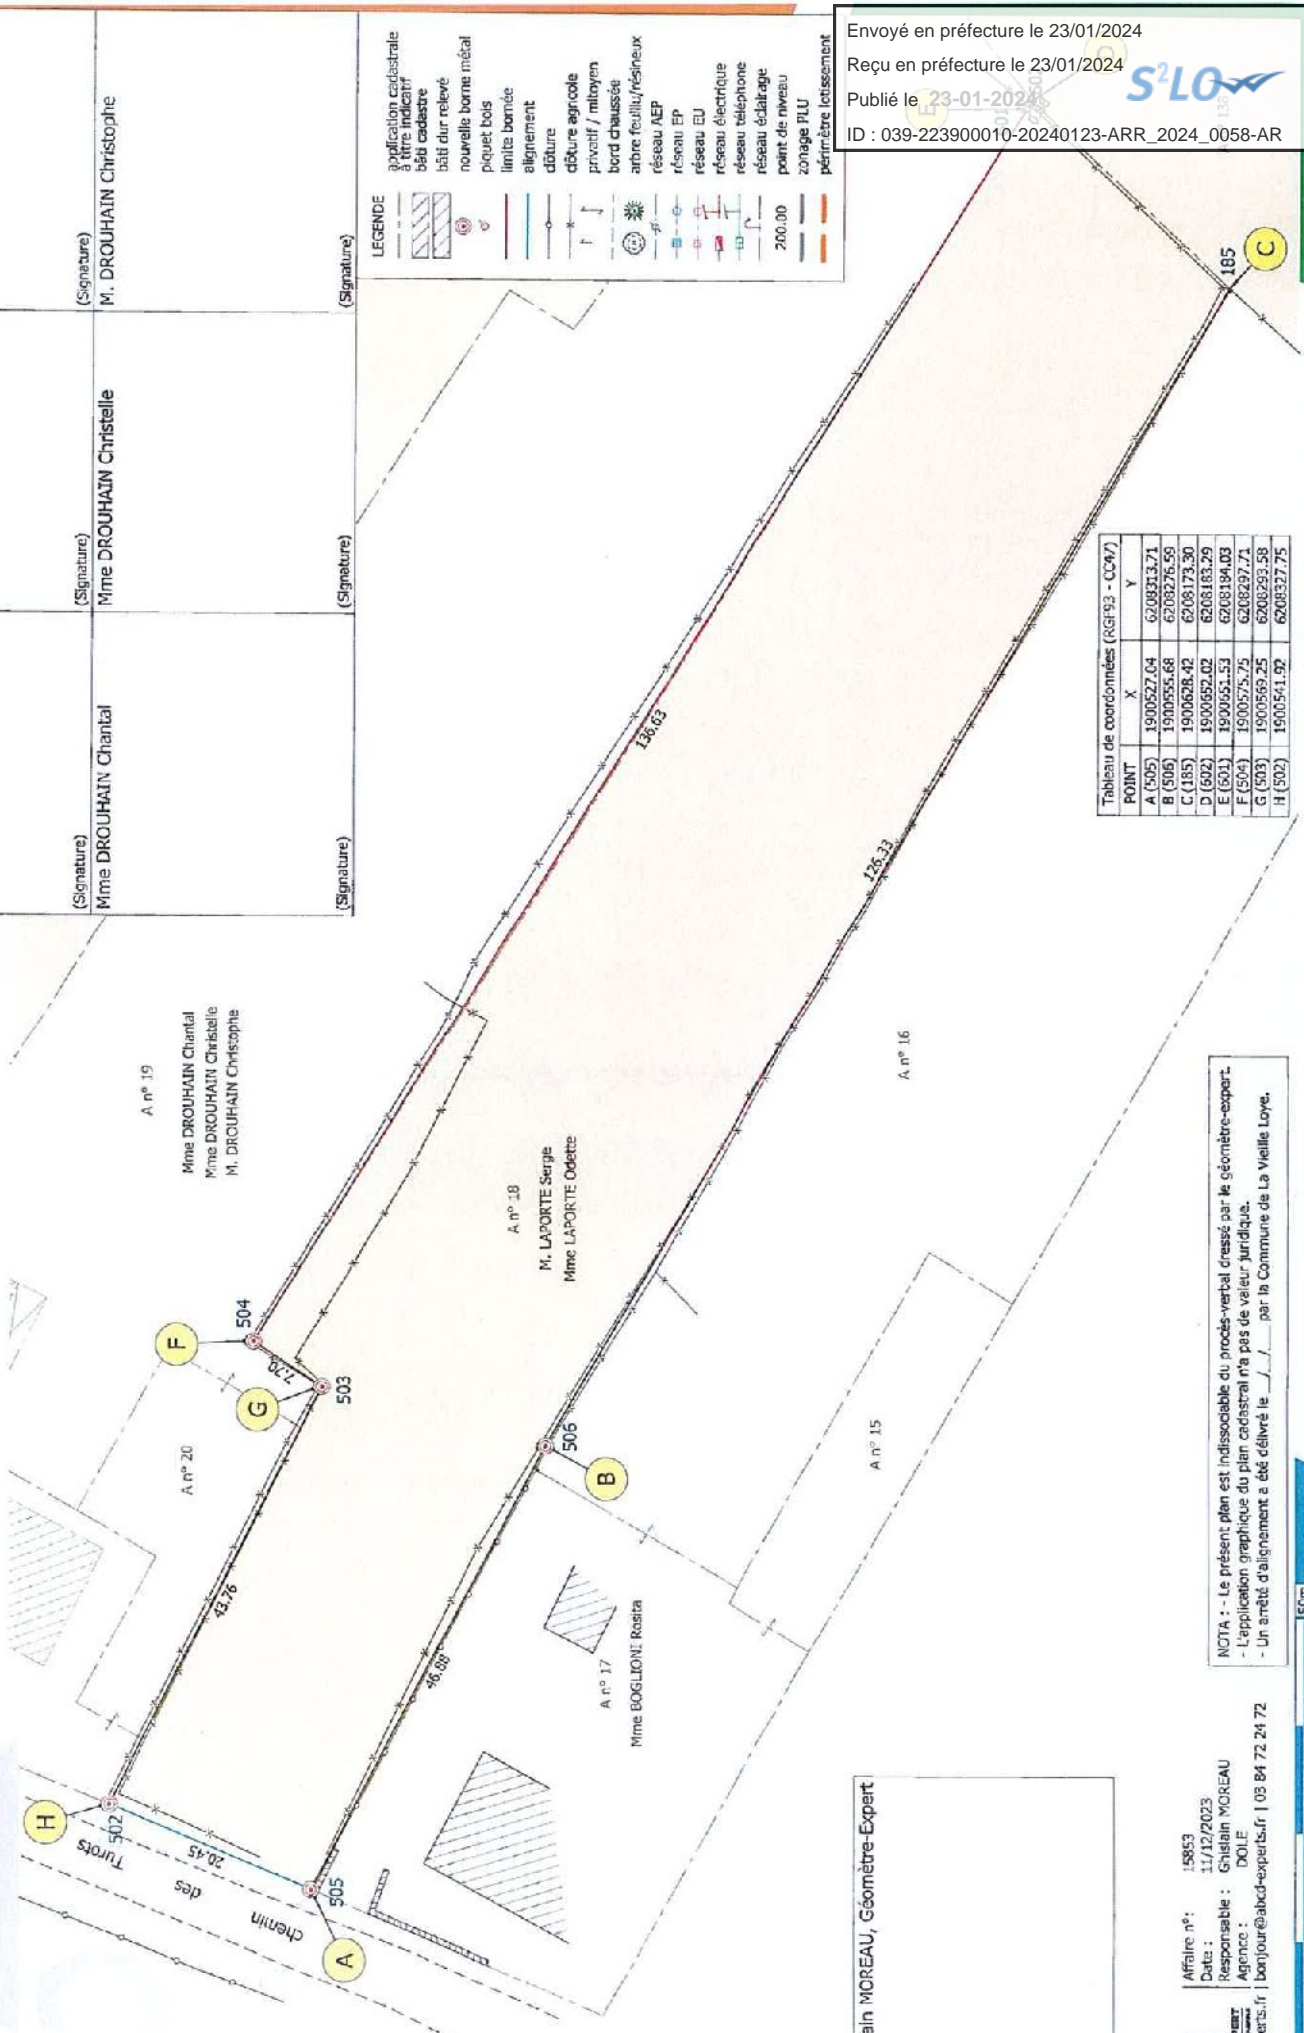 Envoyé en préfecture le 23/01/2024
Reçu en préfecture le 23/01/2024
Publié le 23-01-2024
S²LO
ID : 039-223900010-20240123-ARR_2024_0058-AR
(Signature)
(Signature)
(Signature)
Mme DROUHAIN Chantal
Mme DROUHAIN Christelle
M. DROUHAIN Christophe
(Signature)
(Signature)
(Signature)
LEGENDE
application cadastrale
à titre indicatif
bâti cadastre
bâti dur relevé
nouvelle borne métal
piquet bois
limite bornée
alignement
clôture
clôture agricole
privatif / mitoyen
bord chaussée
arbre feuillu/résineux
réseau AEP
réseau EP
réseau EU
réseau électrique
réseau téléphone
réseau éclairage
200.00 point de niveau
zonage PLU
périmètre lotissement
A n° 19
Mme DROUHAIN Chantal
Mme DROUHAIN Christelle
M. DROUHAIN Christophe
F
504
7.70
G
503
A n° 20
43.76
H
502
chemin des Turots
20.45
A
505
46.88
B
506
A n° 18
M. LAPORTE Serge
Mme LAPORTE Odette
136.63
126.33
A n° 17
Mme BOGLIONI Rosita
A n° 15
A n° 16
E
D
185
C
Tableau de coordonnées (RGF93 - CC47)
POINT X Y
A (505) 1900527.04 6208313.71
B (506) 1900555.68 6208276.59
C (185) 1900628.42 6208173.30
D (602) 1900652.02 6208183.29
E (601) 1900651.53 6208184.03
F (504) 1900575.75 6208297.71
G (503) 1900569.25 6208293.58
H (502) 1900541.92 6208327.75
NOTA : - Le présent plan est indissociable du procès-verbal dressé par le géomètre-expert.
- L'application graphique du plan cadastral n'a pas de valeur juridique.
- Un arrêté d'alignement a été délivré le __/__/__ par la Commune de La Vieille Loye.
ain MOREAU, Géomètre-Expert
Affaire n° : 15853
Date : 11/12/2023
Responsable : Ghislain MOREAU
Agence : DOLE
erts.fr | bonjour@abcd-experts.fr | 03 84 72 24 72
50m